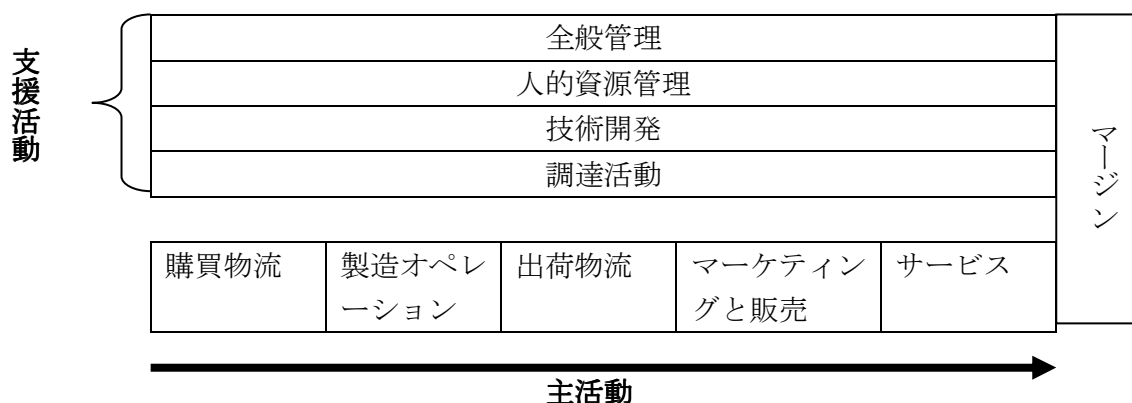 支援活動
全般管理
人的資源管理
技術開発
調達活動
マージン
購買物流
製造オペレ
ーション
出荷物流
マーケティン
グと販売
サービス
主活動